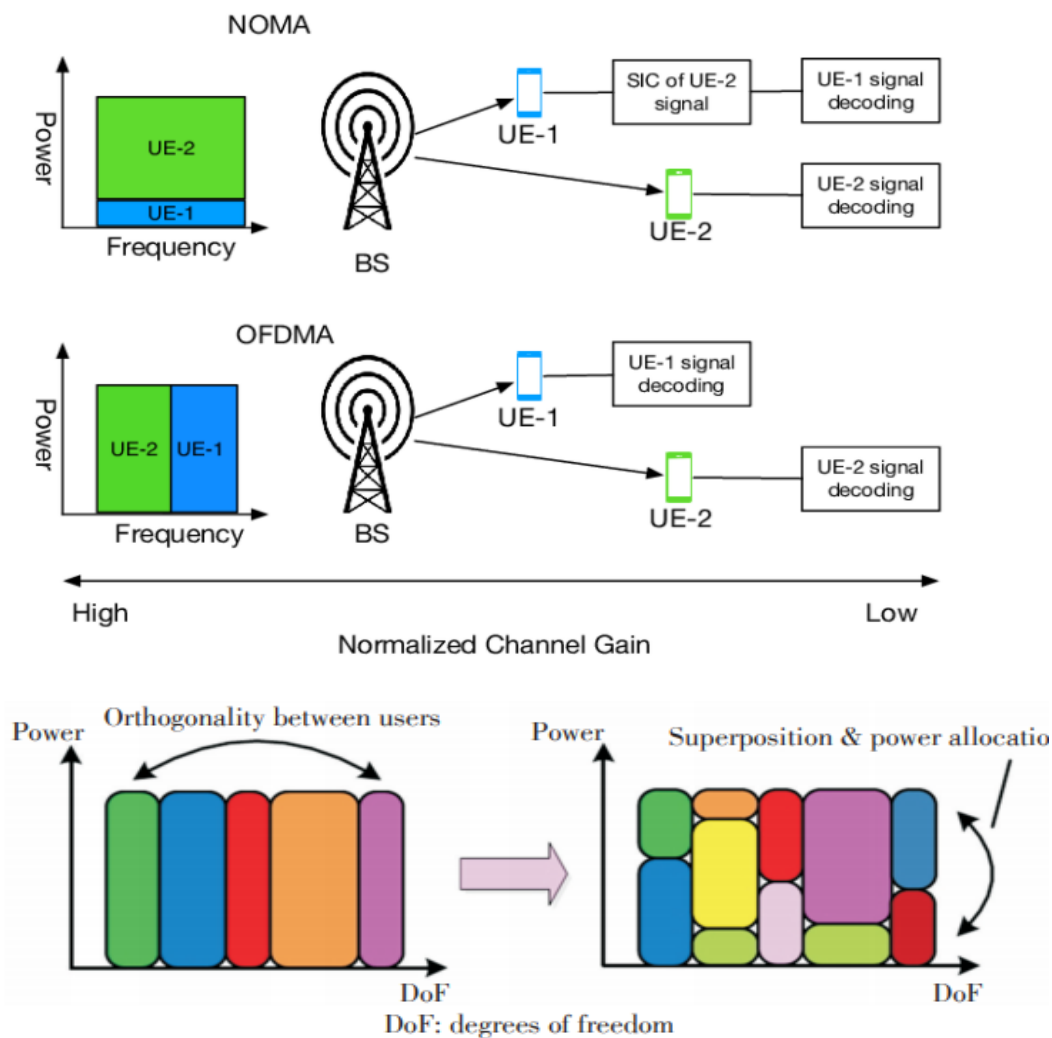 NOMA
Power
UE-2
UE-1
Frequency
BS
UE-1
SIC of UE-2
signal
UE-1 signal
decoding
UE-2
UE-2 signal
decoding
OFDMA
Power
UE-2
UE-1
Frequency
BS
UE-1
UE-1 signal
decoding
UE-2
UE-2 signal
decoding
High
Low
Normalized Channel Gain
Power
Orthogonality between users
DoF
Power
Superposition & power allocatio
DoF
DoF: degrees of freedom